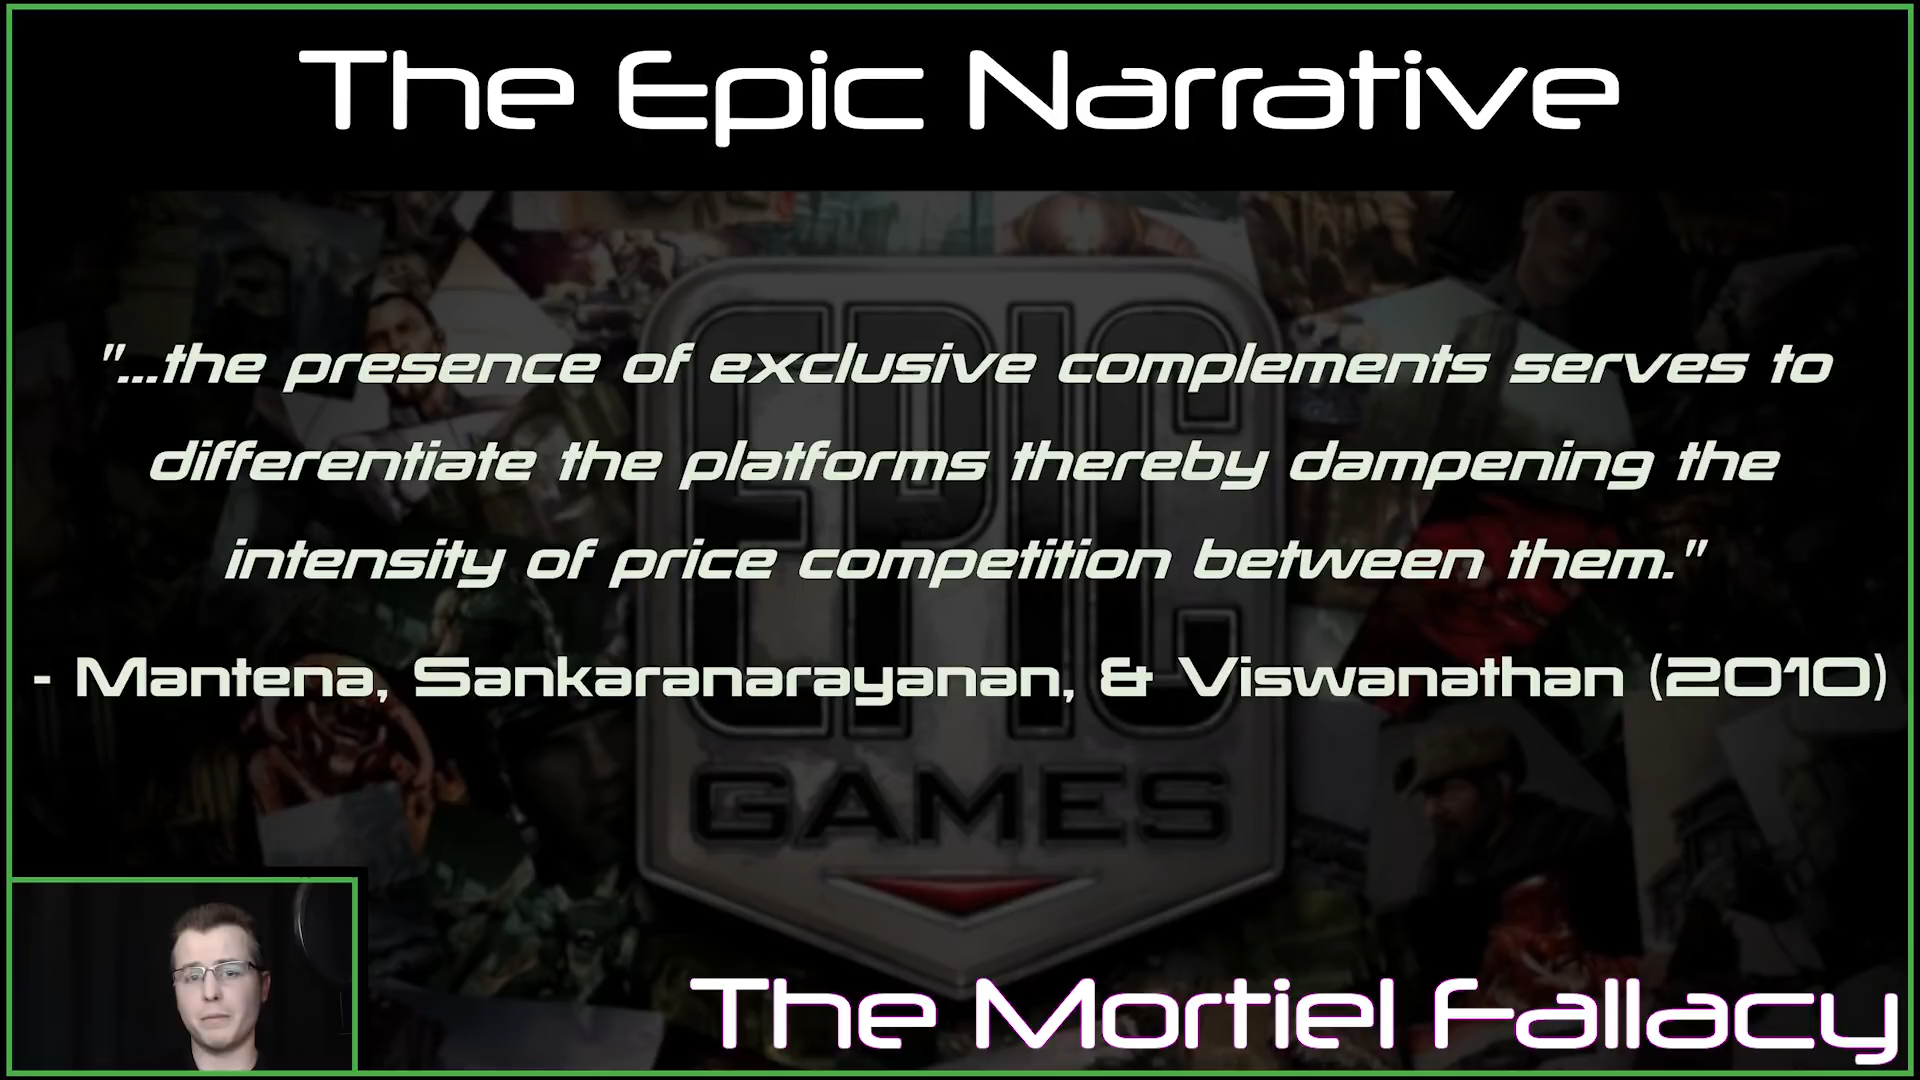 The Epic Narrative
"...the presence of exclusive complements serves to
differentiate the platforms thereby dampening the
intensity of price competition between them."
- Mantena, Sankaranarayanan, & Viswanathan (2010)
EPIC
GAMES
The Mortiel Fallacy